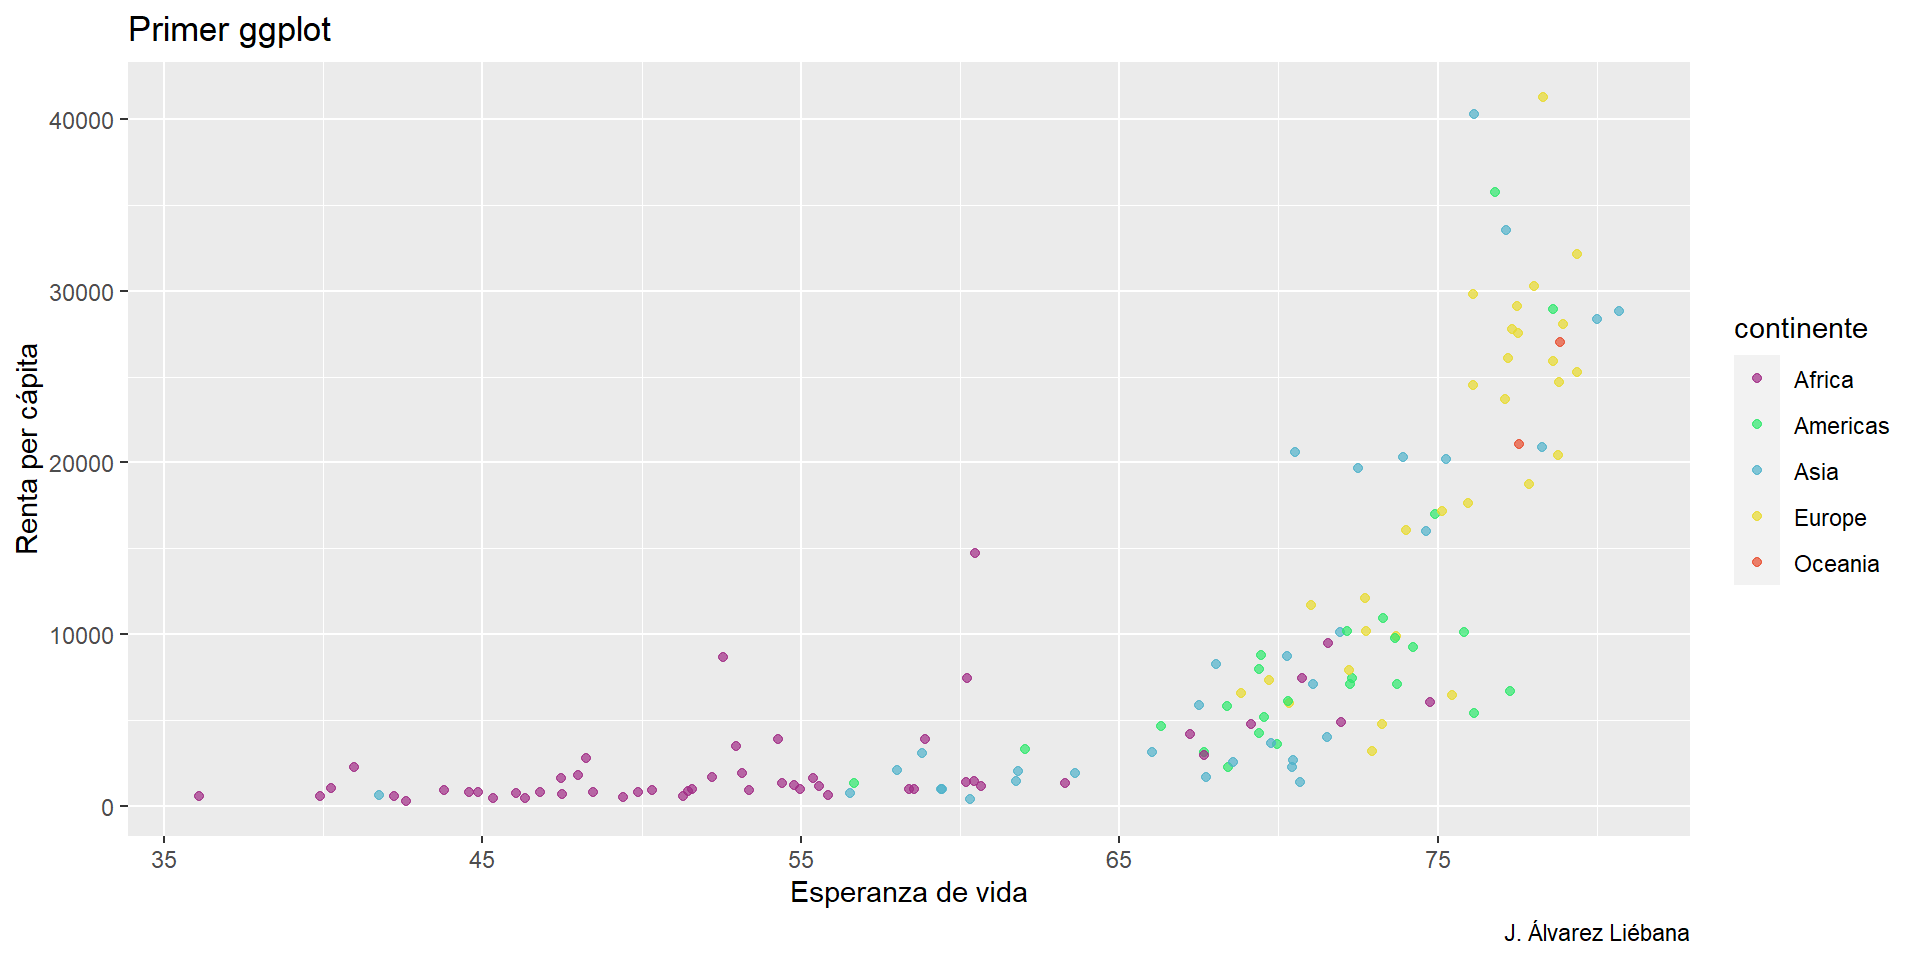 Primer ggplot
Renta per cápita
40000
30000
20000
10000
0
35 45 55 65 75
Esperanza de vida
continente
Africa
Americas
Asia
Europe
Oceania
J. Álvarez Liébana